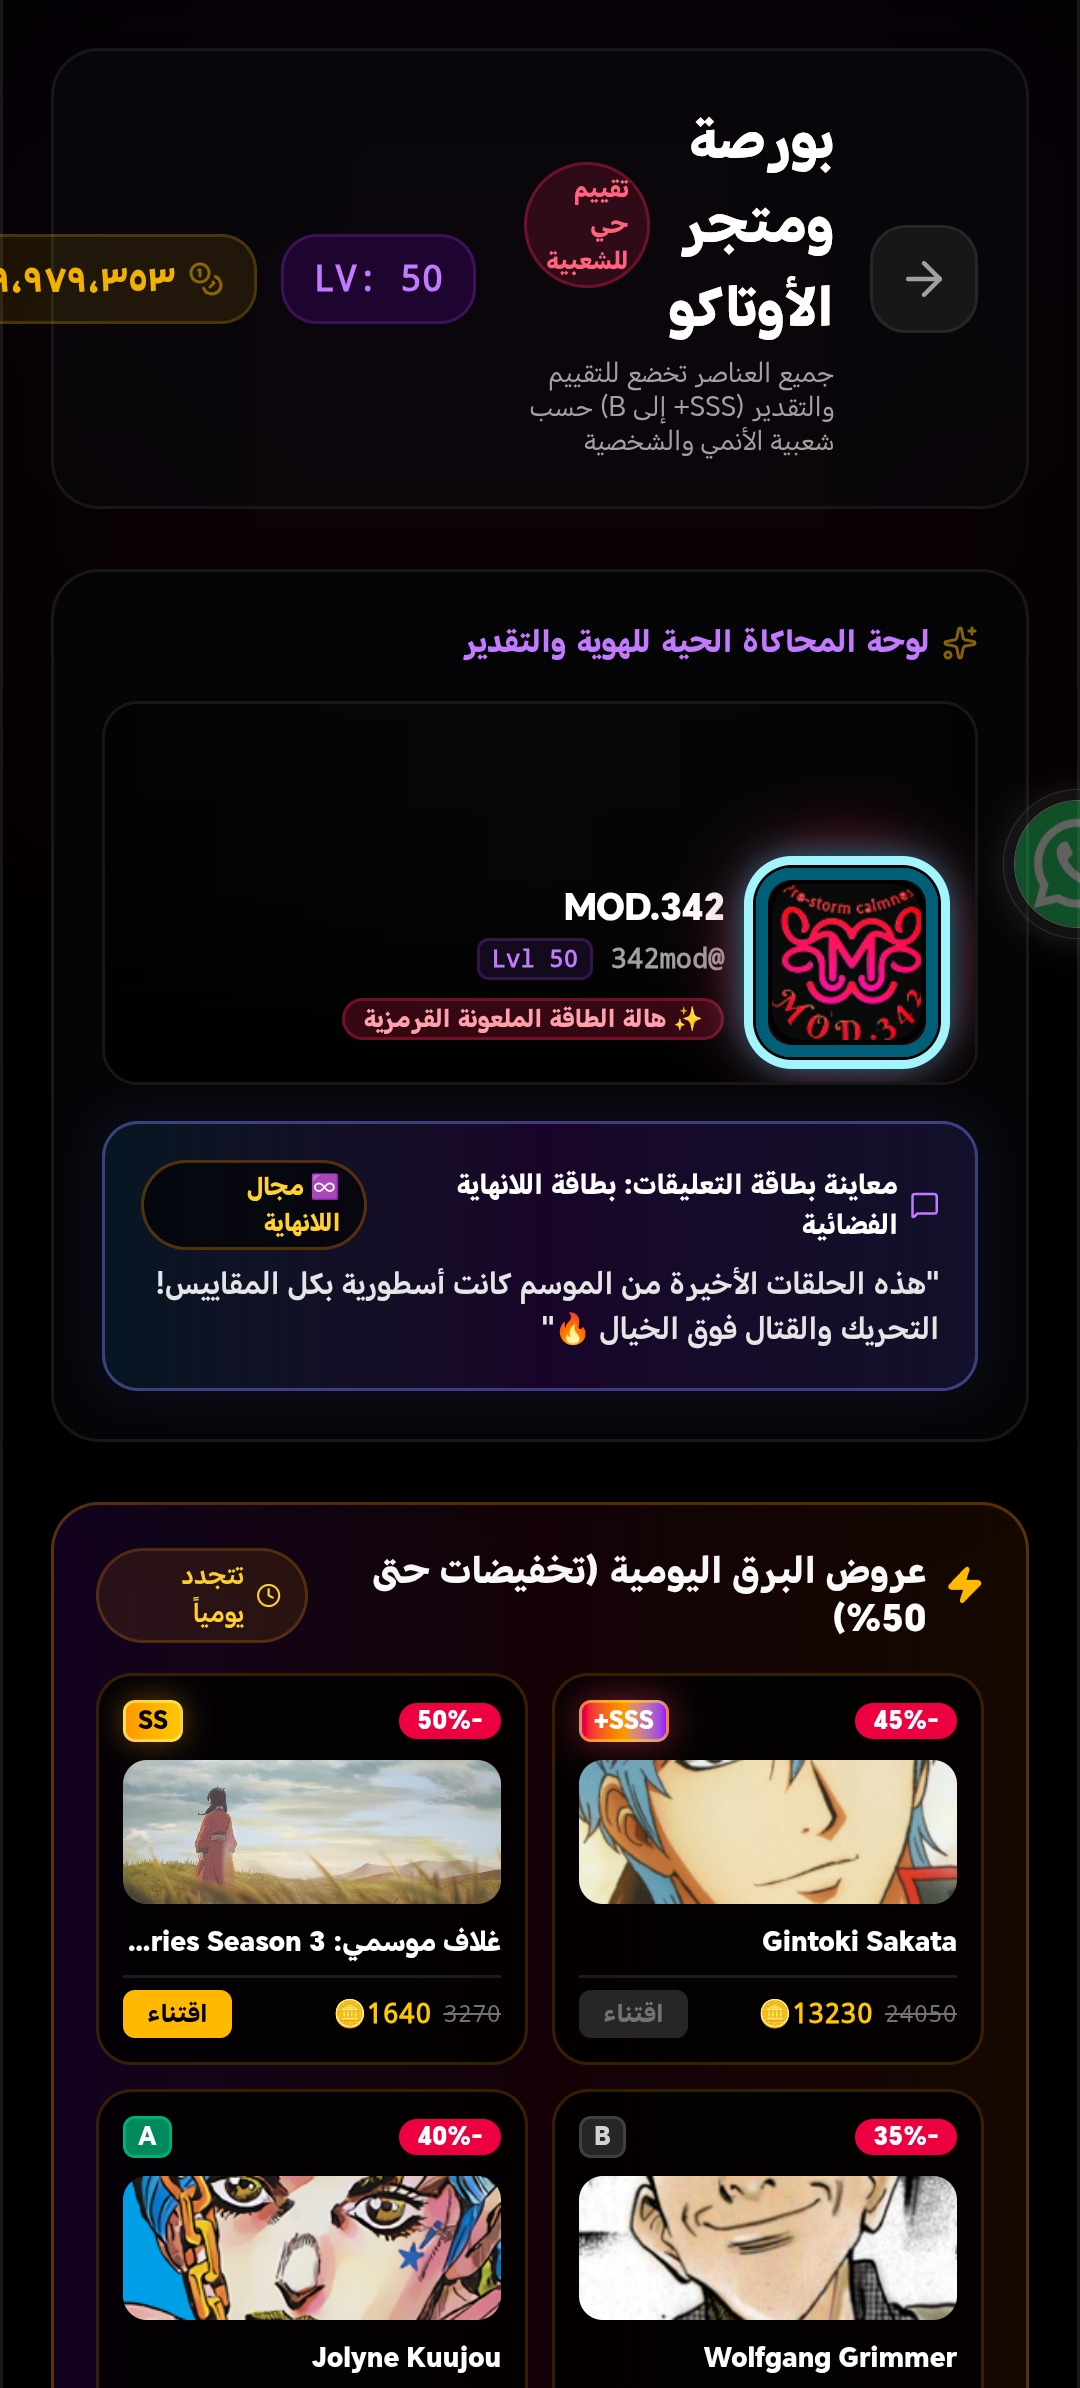 بورصة
ومتجر
الأوتاكو
تقييم
حي
للشعبية
LV: 50
جميع العناصر تخضع للتقييم
والتقدير (SSS+ إلى B) حسب
شعبية الأنمي والشخصية
لوحة المحاكاة الحية للهوية والتقدير
MOD.342
342mod@
Lvl 50
✨ هالة الطاقة الملعونة القرمزية
MOD.342
معاينة بطاقة التعليقات: بطاقة اللانهاية
الفضائية
♾️ مجال
اللانهاية
"هذه الحلقات الأخيرة من الموسم كانت أسطورية بكل المقاييس!
التحريك والقتال فوق الخيال 🔥"
عروض البرق اليومية (تخفيضات حتى
50%)
تتجدد
يومياً
45%-
+SSS
Gintoki Sakata
24050 13230🪙
اقتناء
50%-
SS
غلاف موسمي: ries Season 3...
3270 1640🪙
اقتناء
35%-
B
Wolfgang Grimmer
40%-
A
Jolyne Kuujou